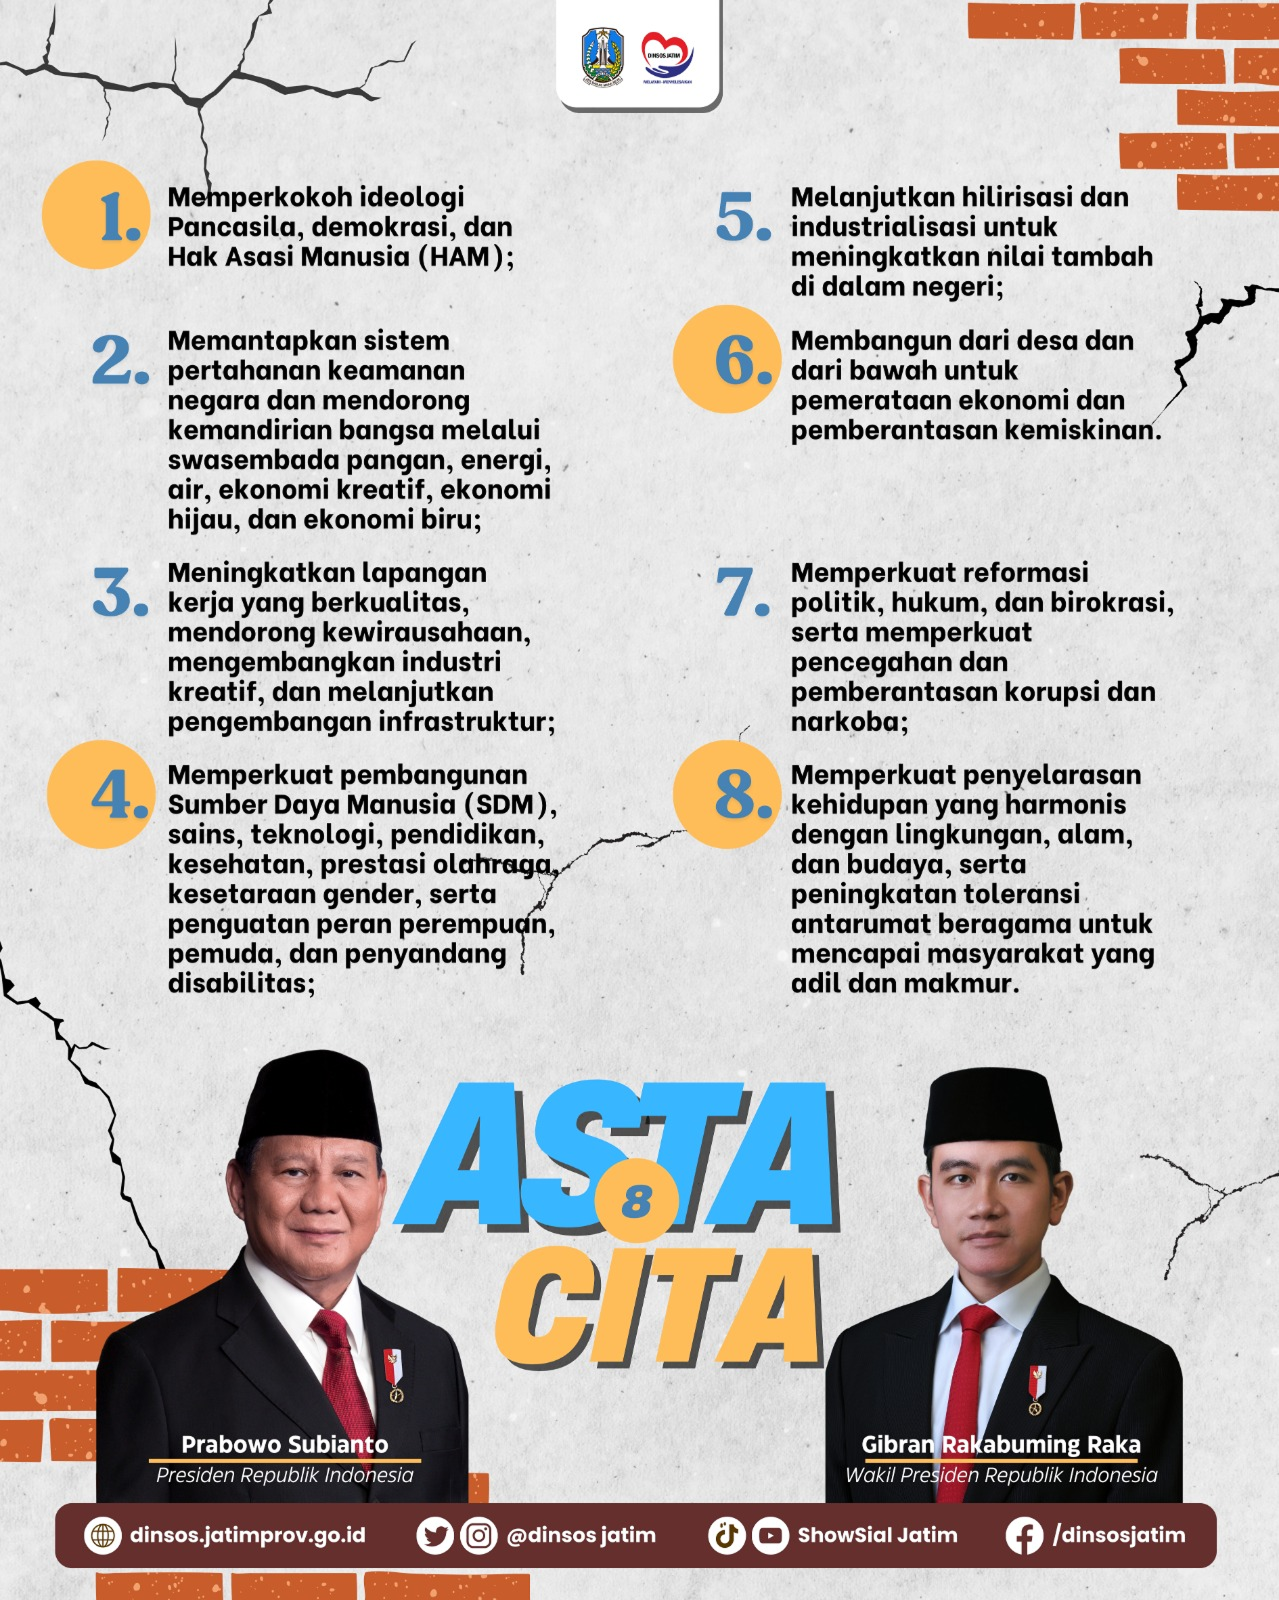 DINSOS JATIM
1.
Memperkokoh ideologi
Pancasila, demokrasi, dan
Hak Asasi Manusia (HAM);
2.
Memantapkan sistem
pertahanan keamanan
negara dan mendorong
kemandirian bangsa melalui
swasembada pangan, energi,
air, ekonomi kreatif, ekonomi
hijau, dan ekonomi biru;
3.
Meningkatkan lapangan
kerja yang berkualitas,
mendorong kewirausahaan,
mengembangkan industri
kreatif, dan melanjutkan
pengembangan infrastruktur;
4.
Memperkuat pembangunan
Sumber Daya Manusia (SDM),
sains, teknologi, pendidikan,
kesehatan, prestasi olahraga,
kesetaraan gender, serta
penguatan peran perempuan,
pemuda, dan penyandang
disabilitas;
5.
Melanjutkan hilirisasi dan
industrialisasi untuk
meningkatkan nilai tambah
di dalam negeri;
6.
Membangun dari desa dan
dari bawah untuk
pemerataan ekonomi dan
pemberantasan kemiskinan.
7.
Memperkuat reformasi
politik, hukum, dan birokrasi,
serta memperkuat
pencegahan dan
pemberantasan korupsi dan
narkoba;
8.
Memperkuat penyelarasan
kehidupan yang harmonis
dengan lingkungan, alam,
dan budaya, serta
peningkatan toleransi
antarumat beragama untuk
mencapai masyarakat yang
adil dan makmur.
ASTA
8
CITA
Prabowo Subianto
Presiden Republik Indonesia
Gibran Rakabuming Raka
Wakil Presiden Republik Indonesia
dinsos.jatimprov.go.id
@dinsos jatim
ShowSial Jatim
/dinsosjatim